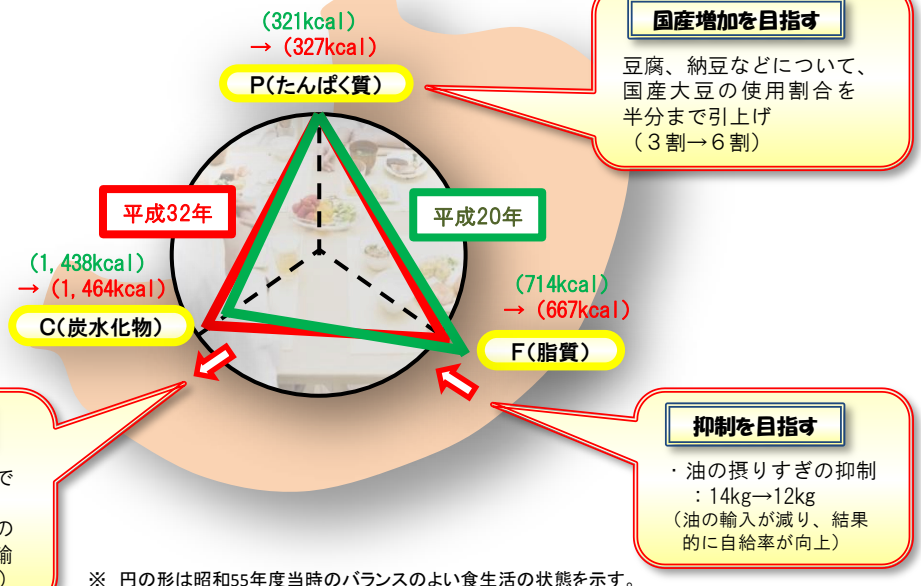 (321kcal)
→ (327kcal)
P(たんぱく質)
国産増加を目指す
豆腐、納豆などについて、
国産大豆の使用割合を
半分まで引上げ
(3割→6割)
平成32年
平成20年
(1,438kcal)
→ (1,464kcal)
C(炭水化物)
(714kcal)
→ (667kcal)
F(脂質)
抑制を目指す
・油の摂りすぎの抑制
:14kg→12kg
(油の輸入が減り、結果
的に自給率が向上)
で
の
輸
)
※ 円の形は昭和55年度当時のバランスのよい食生活の状態を示す。